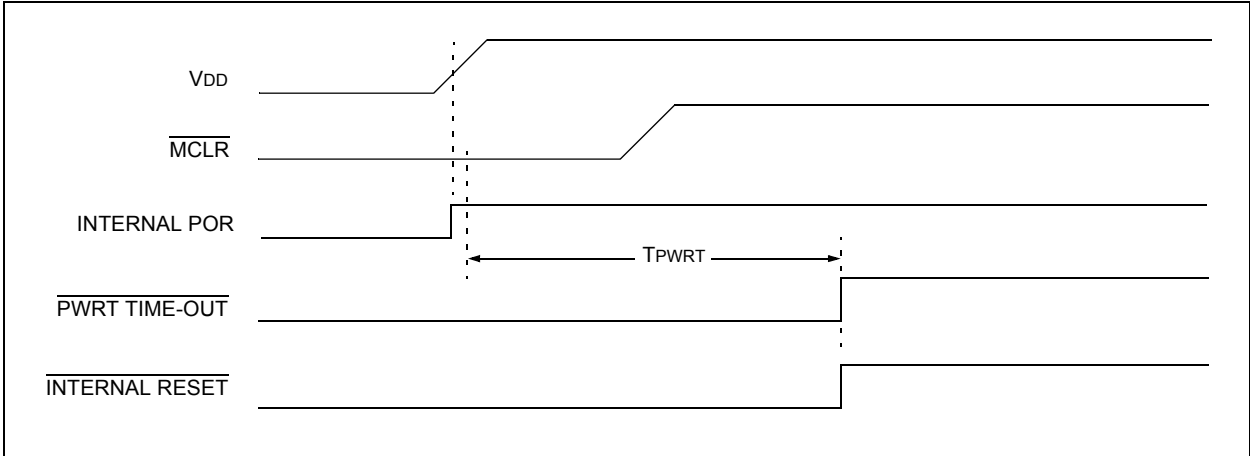 VDD
MCLR
INTERNAL POR
TPWRT
PWRT TIME-OUT
INTERNAL RESET